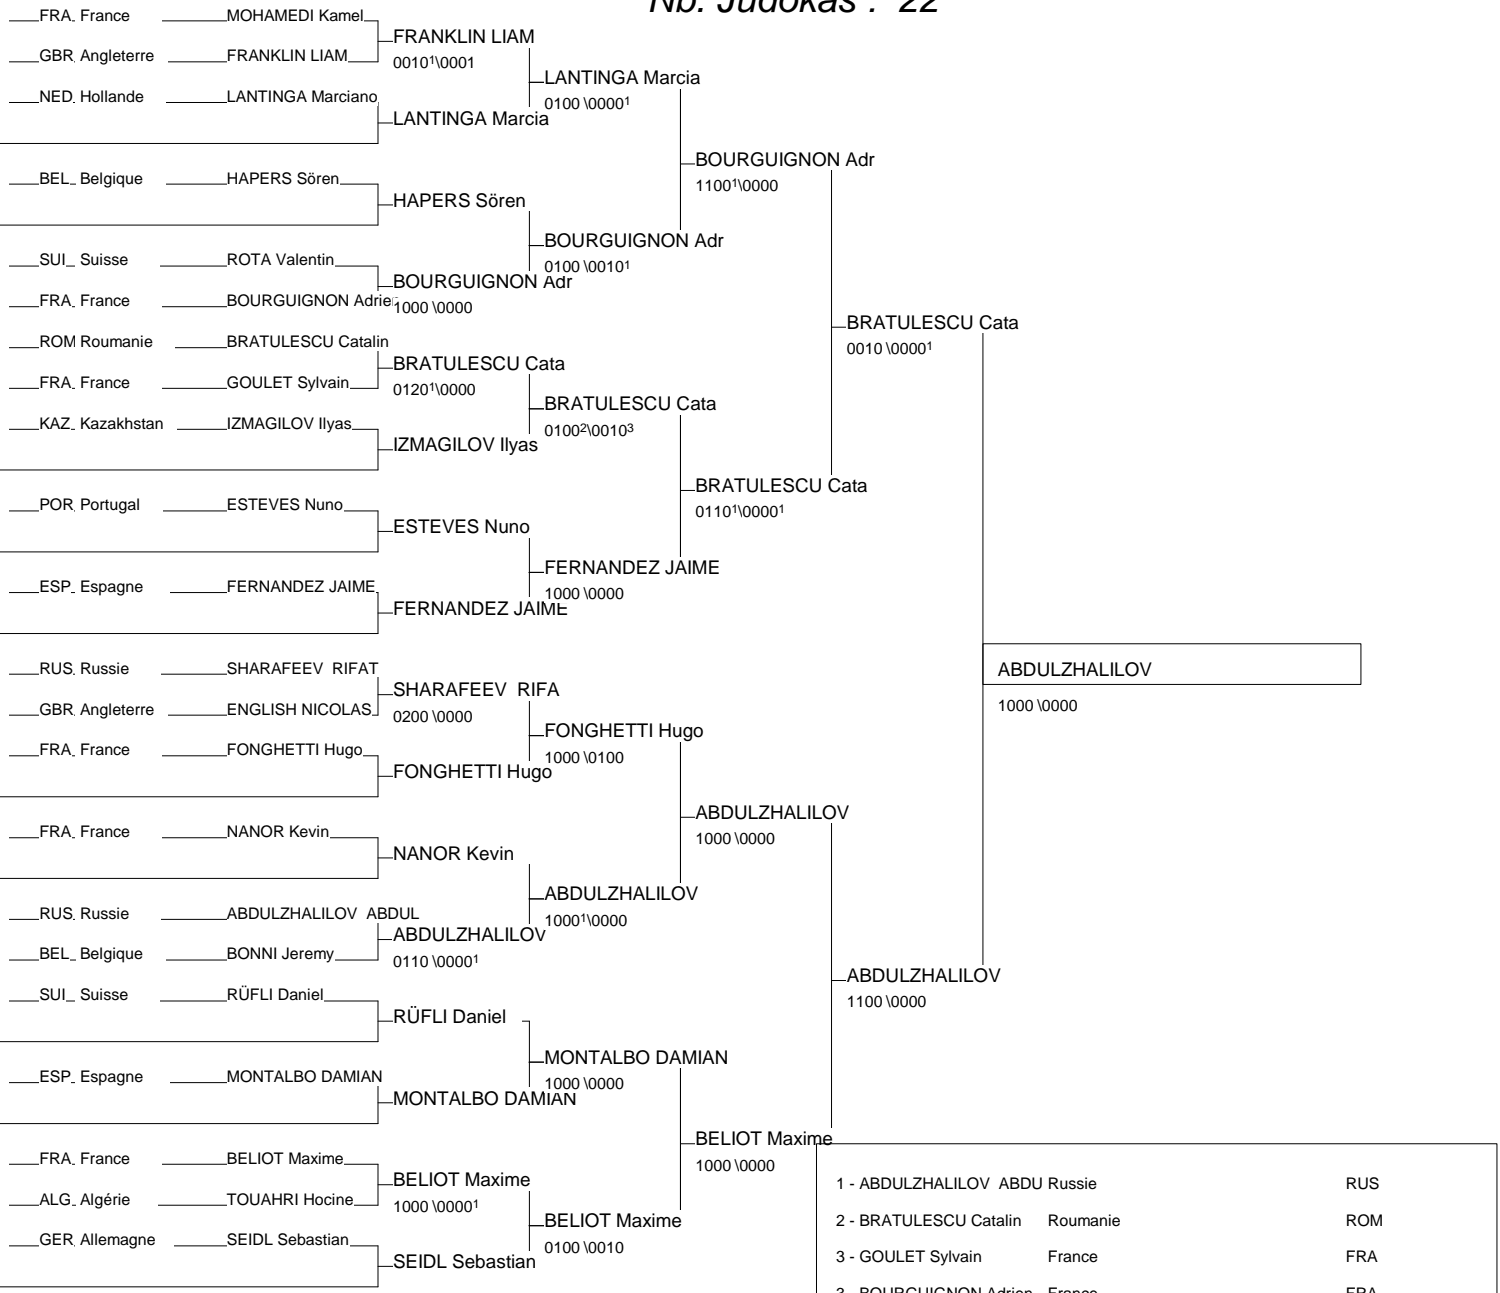 Nb. Judokas : 22
FRA France MOHAMEDI Kamel
FRANKLIN LIAM
GBR Angleterre FRANKLIN LIAM
0010¹\0001
LANTINGA Marcia
NED Hollande LANTINGA Marciano
0100 \0000¹
LANTINGA Marcia
BOURGUIGNON Adr
BEL Belgique HAPERS Sören
1100¹\0000
HAPERS Sören
BOURGUIGNON Adr
SUI Suisse ROTA Valentin
0100 \0010¹
BOURGUIGNON Adr
FRA France BOURGUIGNON Adrien
1000 \0000
BRATULESCU Cata
ROM Roumanie BRATULESCU Catalin
0010 \0000¹
BRATULESCU Cata
FRA France GOULET Sylvain
0120¹\0000
BRATULESCU Cata
KAZ Kazakhstan IZMAGILOV Ilyas
0100²\0010³
IZMAGILOV Ilyas
BRATULESCU Cata
POR Portugal ESTEVES Nuno
0110¹\0000¹
ESTEVES Nuno
FERNANDEZ JAIME
ESP Espagne FERNANDEZ JAIME
1000 \0000
FERNANDEZ JAIME
RUS Russie SHARAFEEV RIFAT
ABDULZHALILOV
SHARAFEEV RIFA
1000 \0000
GBR Angleterre ENGLISH NICOLAS
0200 \0000
FONGHETTI Hugo
FRA France FONGHETTI Hugo
1000 \0100
FONGHETTI Hugo
ABDULZHALILOV
FRA France NANOR Kevin
1000 \0000
NANOR Kevin
ABDULZHALILOV
RUS Russie ABDULZHALILOV ABDUL
1000¹\0000
ABDULZHALILOV
BEL Belgique BONNI Jeremy
0110 \0000¹
ABDULZHALILOV
SUI Suisse RÜFLI Daniel
1100 \0000
RÜFLI Daniel
MONTALBO DAMIAN
ESP Espagne MONTALBO DAMIAN
1000 \0000
MONTALBO DAMIAN
BELIOT Maxime
FRA France BELIOT Maxime
1000 \0000
BELIOT Maxime
1 - ABDULZHALILOV ABDU Russie RUS
ALG Algérie TOUAHRI Hocine
1000 \0000¹
BELIOT Maxime
2 - BRATULESCU Catalin Roumanie ROM
GER Allemagne SEIDL Sebastian
0100 \0010
SEIDL Sebastian
3 - GOULET Sylvain France FRA
3 - BOURGUIGNON Adrien France FRA